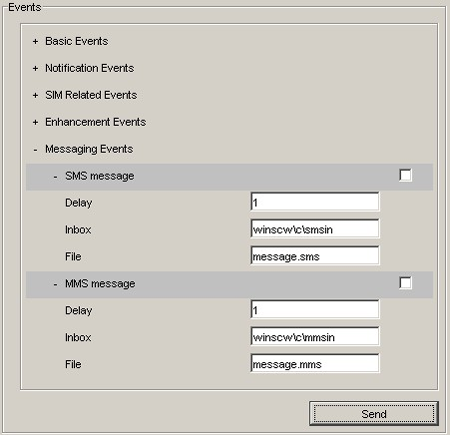 Events
+ Basic Events
+ Notification Events
+ SIM Related Events
+ Enhancement Events
- Messaging Events
- SMS message
Delay 1
Inbox winscw\c\smsin
File message.sms
- MMS message
Delay 1
Inbox winscw\c\mmsin
File message.mms
Send